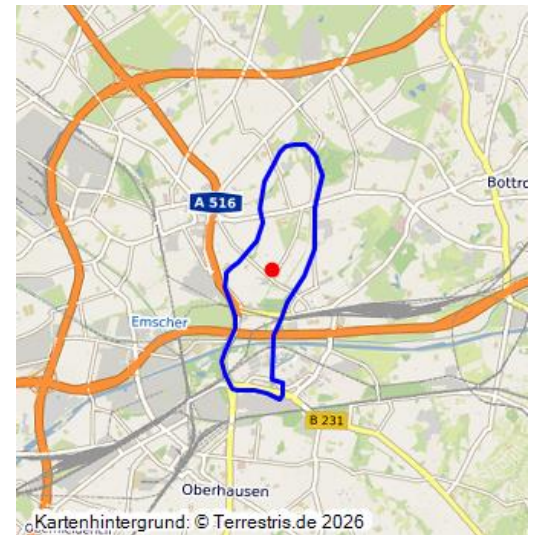 A 516
Bottro
Emscher
B 231
Oberhausen
Kartenhintergrund: © Terrestris.de 2026